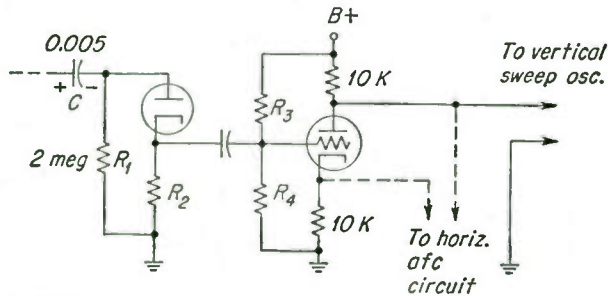 0.005
+ C -
2 meg
R1
R2
B+
10 K
R3
R4
10 K
To vertical
sweep osc.
To horiz.
afc
circuit